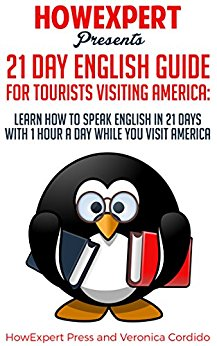 HOWEXPERT
Presents
21 DAY ENGLISH GUIDE
FOR TOURISTS VISITING AMERICA:
LEARN HOW TO SPEAK ENGLISH IN 21 DAYS
WITH 1 HOUR A DAY WHILE YOU VISIT AMERICA
HowExpert Press and Veronica Cordido